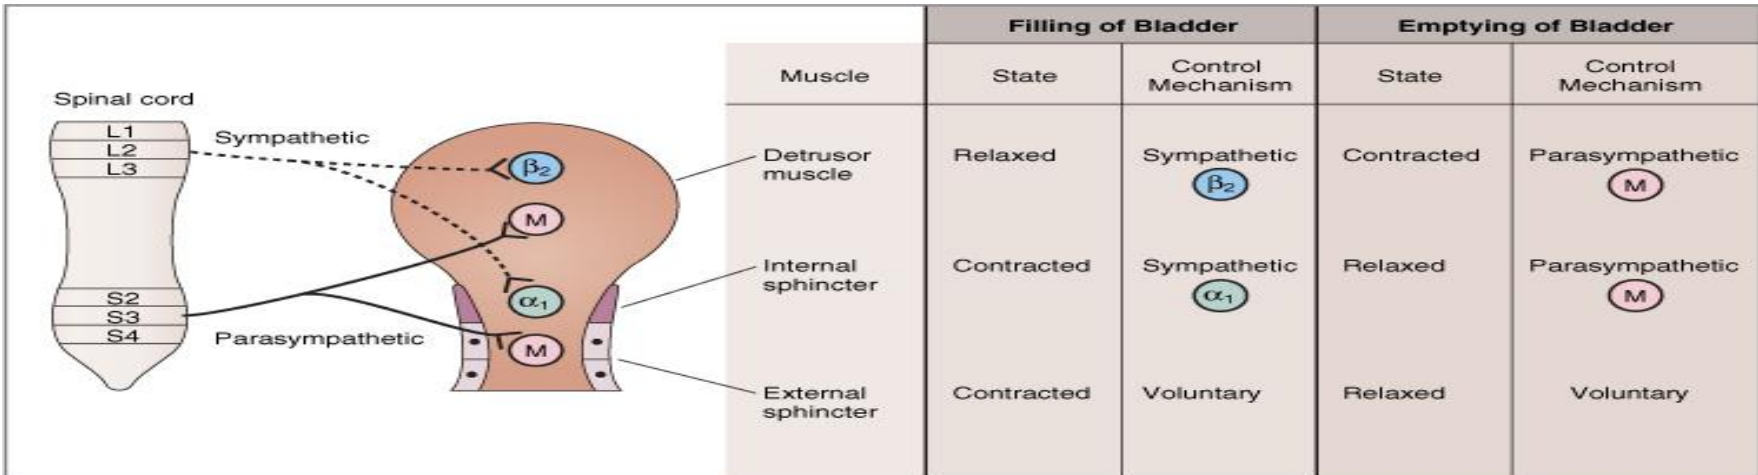 Filling of Bladder
Emptying of Bladder
Muscle
State
Control
Mechanism
State
Control
Mechanism
Spinal cord
L1
L2
L3
Sympathetic
β2
M
α1
M
S2
S3
S4
Parasympathetic
Detrusor
muscle
Relaxed
Sympathetic
β2
Contracted
Parasympathetic
M
Internal
sphincter
Contracted
Sympathetic
α1
Relaxed
Parasympathetic
M
External
sphincter
Contracted
Voluntary
Relaxed
Voluntary